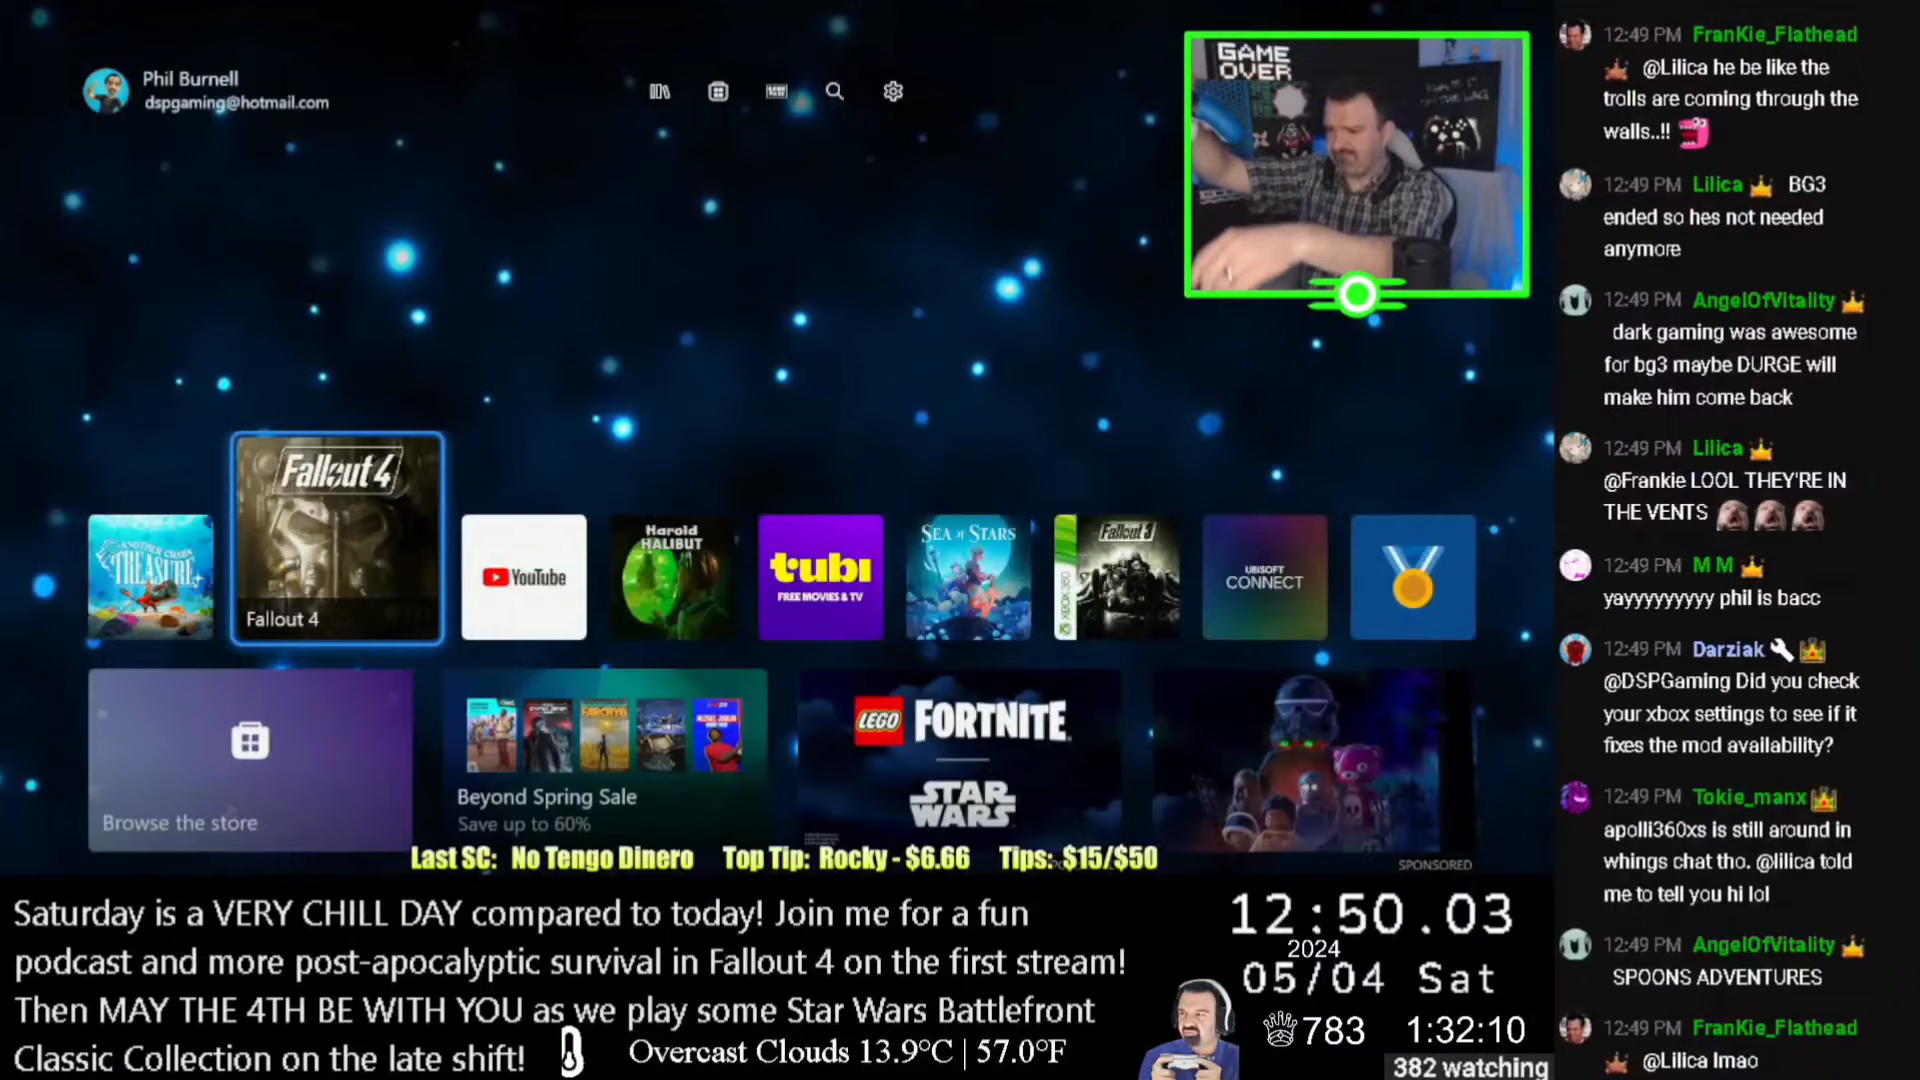 Phil Burnell
dspgaming@hotmail.com
GAME
OVER
Fallout 4
Fallout 4
ANOTHER CRAB'S
TREASURE
YouTube
Harold
HALIBUT
tubi
FREE MOVIES & TV
SEA of STARS
XBOX 360
Fallout 3
UBISOFT
CONNECT
Browse the store
FARCRY6
Beyond Spring Sale
Save up to 60%
LEGO FORTNITE
STAR
WARS
SPONSORED
Last SC: No Tengo Dinero Top Tip: Rocky - $6.66 Tips: $15/$50
Saturday is a VERY CHILL DAY compared to today! Join me for a fun
podcast and more post-apocalyptic survival in Fallout 4 on the first stream!
Then MAY THE 4TH BE WITH YOU as we play some Star Wars Battlefront
Classic Collection on the late shift!
Overcast Clouds 13.9°C | 57.0°F
12:50.03
2024
05/04 Sat
783 1:32:10
382 watching
12:49 PM FranKie_Flathead
@Lilica he be like the
trolls are coming through the
walls..!!
12:49 PM Lilica BG3
ended so hes not needed
anymore
12:49 PM AngelOfVitality
dark gaming was awesome
for bg3 maybe DURGE will
make him come back
12:49 PM Lilica
@Frankie LOOL THEY'RE IN
THE VENTS
12:49 PM M M
yayyyyyyyyy phil is bacc
12:49 PM Darziak
@DSPGaming Did you check
your xbox settings to see if it
fixes the mod availability?
12:49 PM Tokie_manx
apolli360xs is still around in
whings chat tho. @lilica told
me to tell you hi lol
12:49 PM AngelOfVitality
SPOONS ADVENTURES
12:49 PM FranKie_Flathead
@Lilica lmao